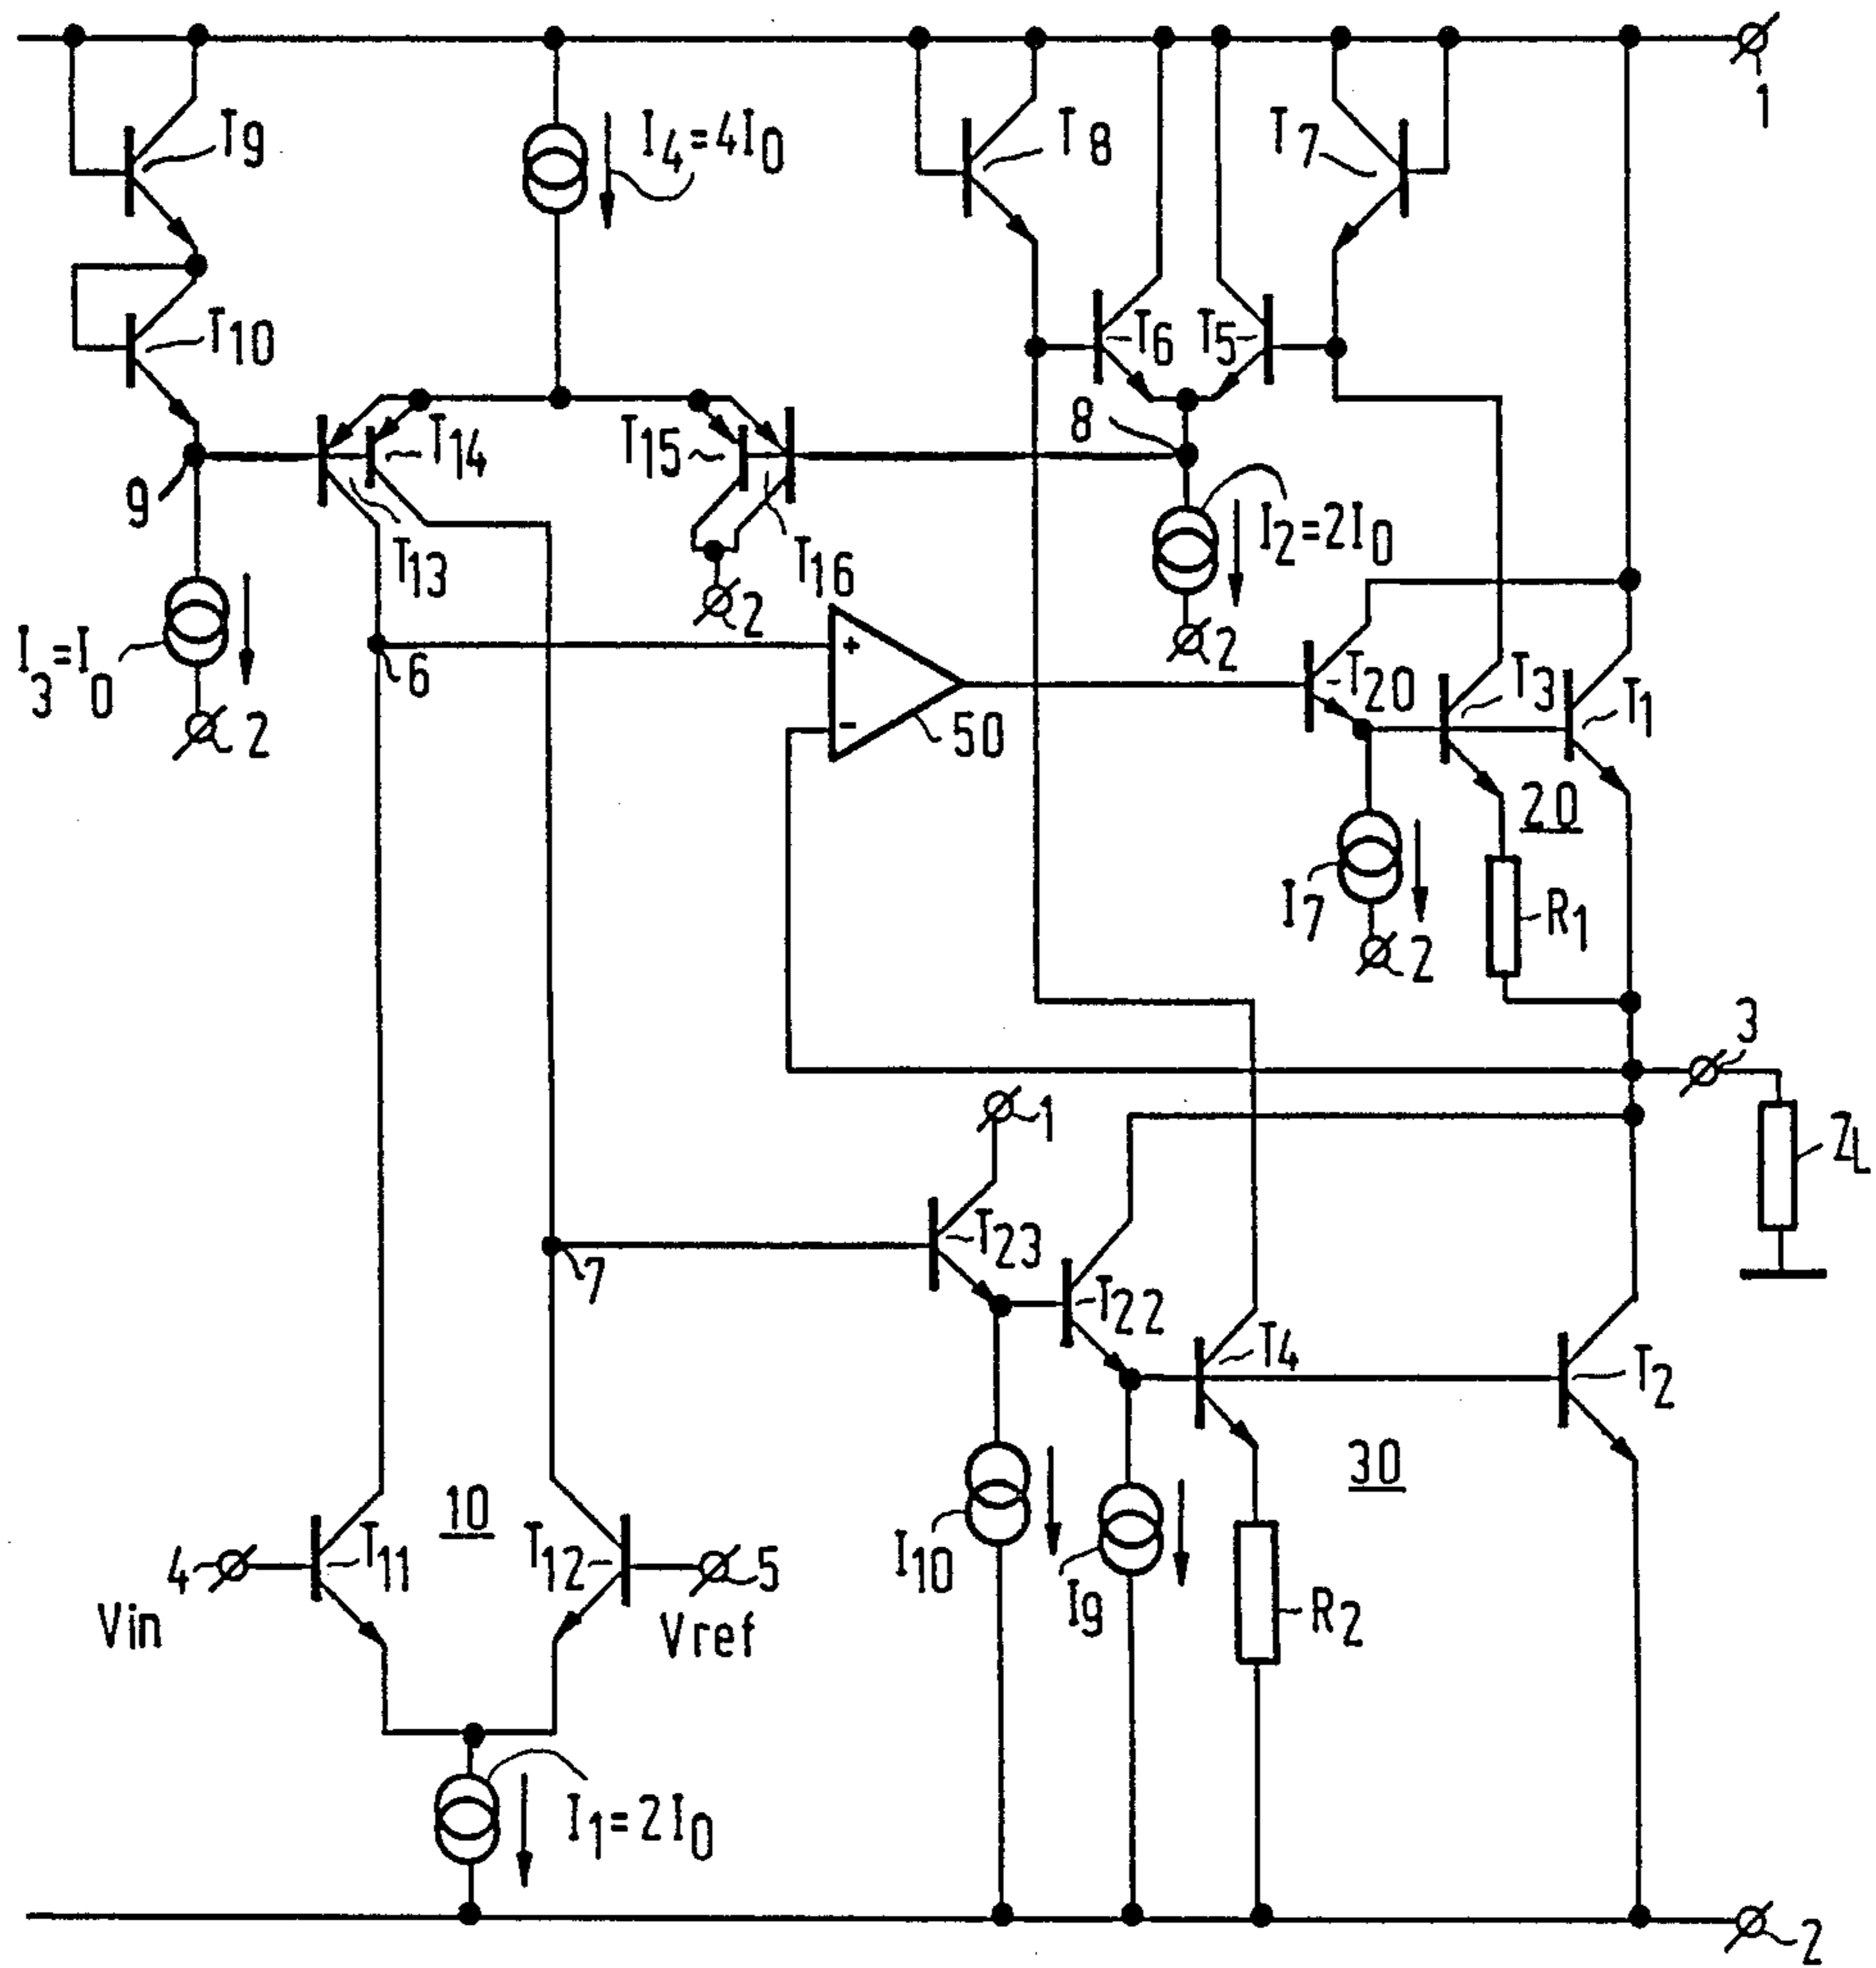 1
T9
I4=4I0
T8
T7
T10
T6
T5
T14
T15
8
9
I2=2I0
T13
T16
2
2
I3=I0
6
+
T20
T3
T1
2
-
50
20
I7
R1
2
3
1
ZL
T23
7
T22
T4
T2
30
10
4
T11
T12
5
I10
I9
R2
Vin
Vref
I1=2I0
2